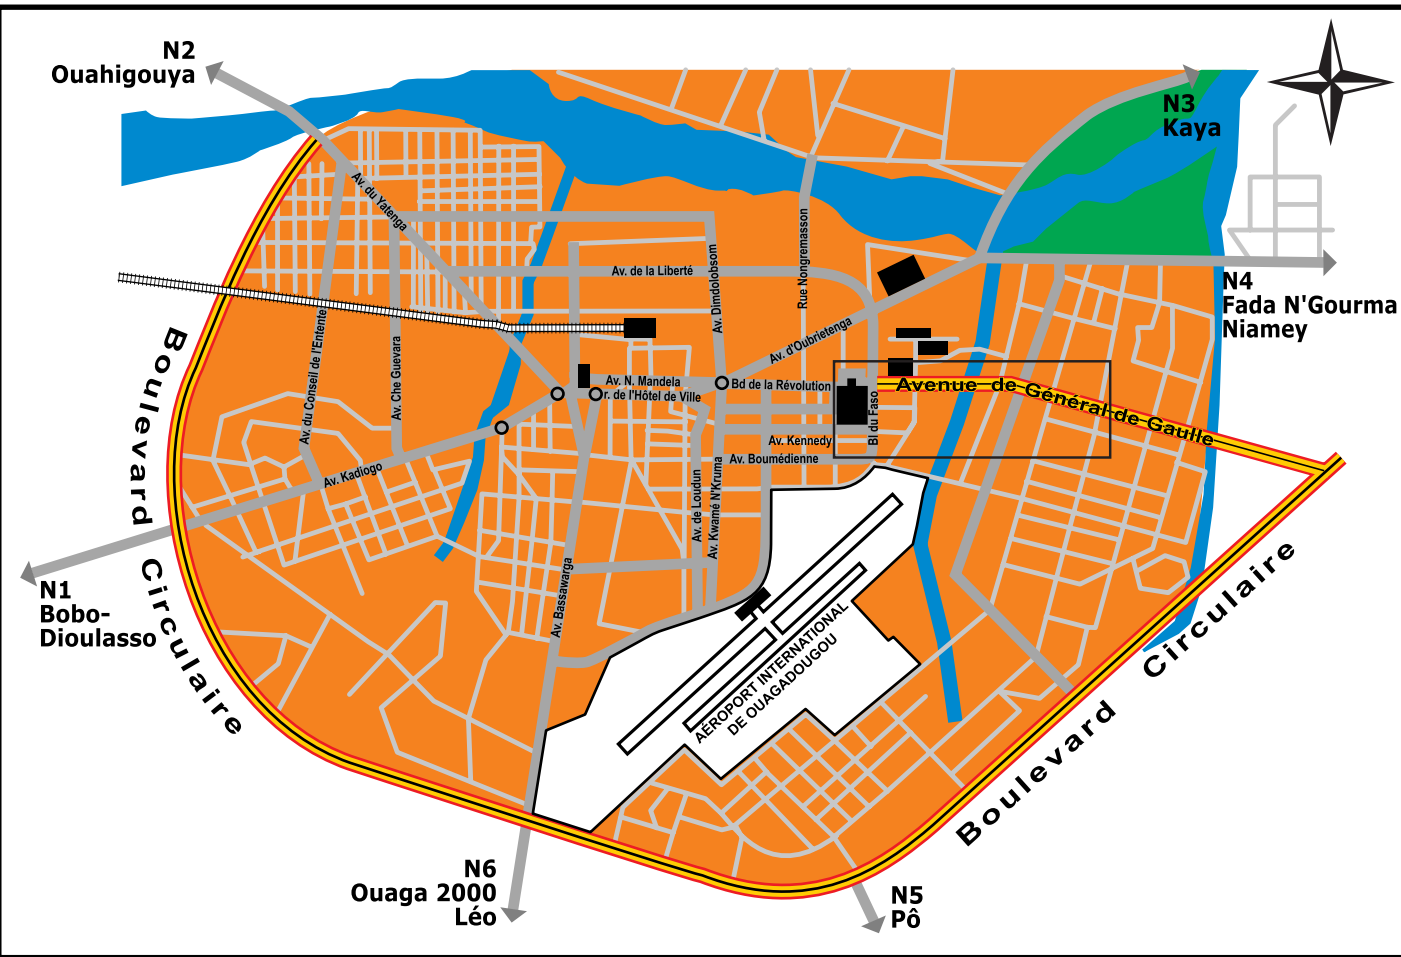 N2
Ouahigouya
N3
Kaya
N4
Fada N'Gourma
Niamey
Av. du Yatenga
Av. de la Liberté
Av. Dimdolobsom
Rue Nongremasson
Av. d'Oubrietenga
Av. du Conseil de l'Entente
Av. Che Guevara
Av. N. Mandela
Bd de la Révolution
r. de l'Hôtel de Ville
Avenue de Général de Gaulle
Bl du Faso
Av. Kennedy
Av. Boumédienne
Av. Kadiogo
Av. de Loudun
Av. Kwamé N'Kruma
Av. Bassawarga
AÉROPORT INTERNATIONAL
DE OUAGADOUGOU
Boulevard Circulaire
Boulevard Circulaire
N1
Bobo-
Dioulasso
N6
Ouaga 2000
Léo
N5
Pô